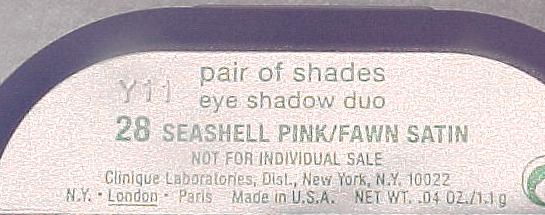 pair of shades
Y11
eye shadow duo
28 SEASHELL PINK/FAWN SATIN
NOT FOR INDIVIDUAL SALE
Clinique Laboratories, Dist., New York, N.Y. 10022
N.Y. · London · Paris Made in U.S.A. NET WT. .04 OZ./1.1 g